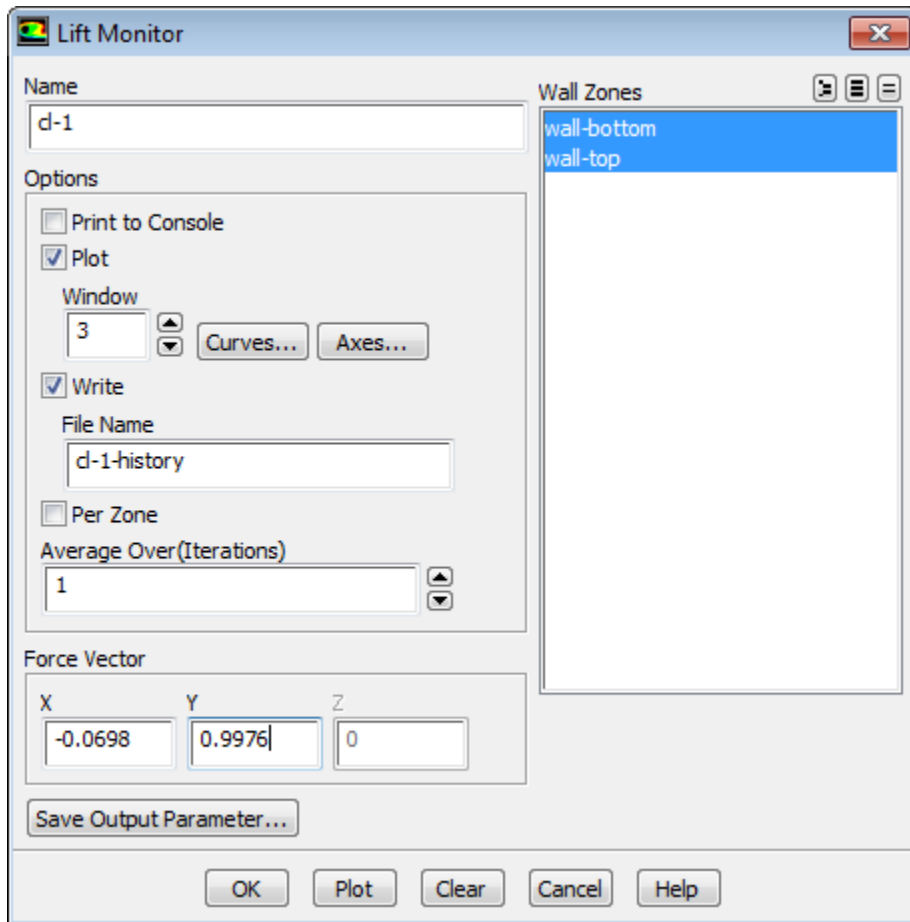 Lift Monitor
Name
cl-1
Options
Print to Console
Plot
Window
3
Curves...
Axes...
Write
File Name
cl-1-history
Per Zone
Average Over(Iterations)
1
Force Vector
X Y Z
-0.0698 0.9976 0
Save Output Parameter...
Wall Zones
wall-bottom
wall-top
OK Plot Clear Cancel Help